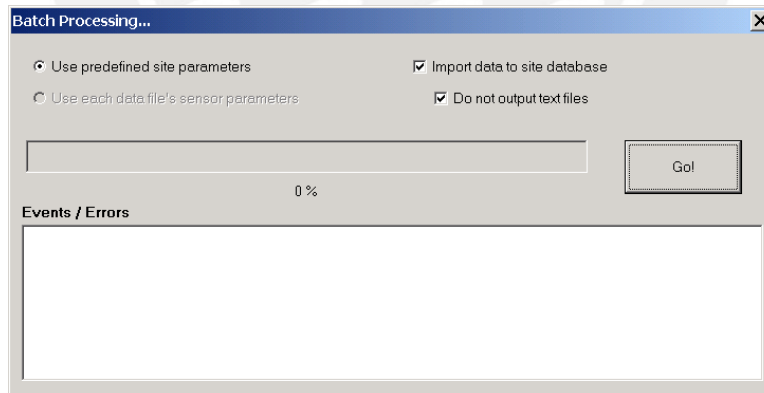 Batch Processing...
Use predefined site parameters
Import data to site database
Use each data file's sensor parameters
Do not output text files
Go!
0 %
Events / Errors